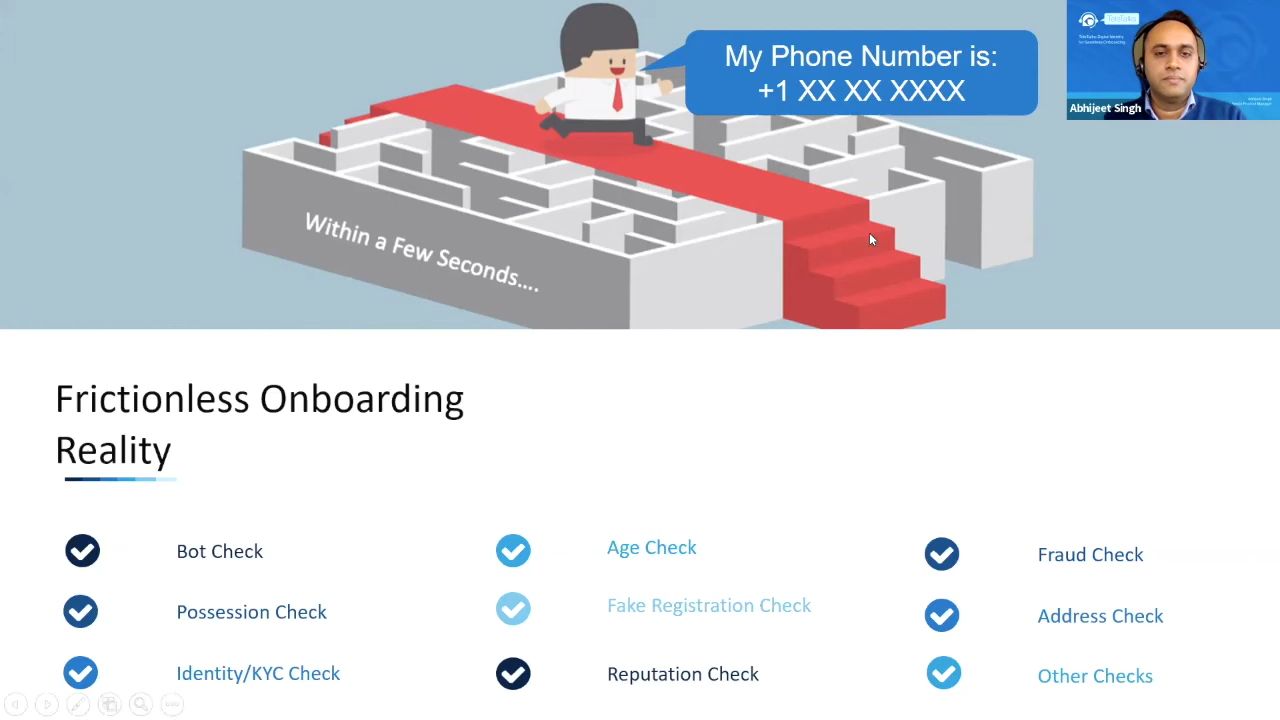 My Phone Number is:
+1 XX XX XXXX
TeleTalks
Abhijeet Singh
Within a Few Seconds....
Frictionless Onboarding
Reality
Bot Check
Age Check
Fraud Check
Possession Check
Fake Registration Check
Address Check
Identity/KYC Check
Reputation Check
Other Checks